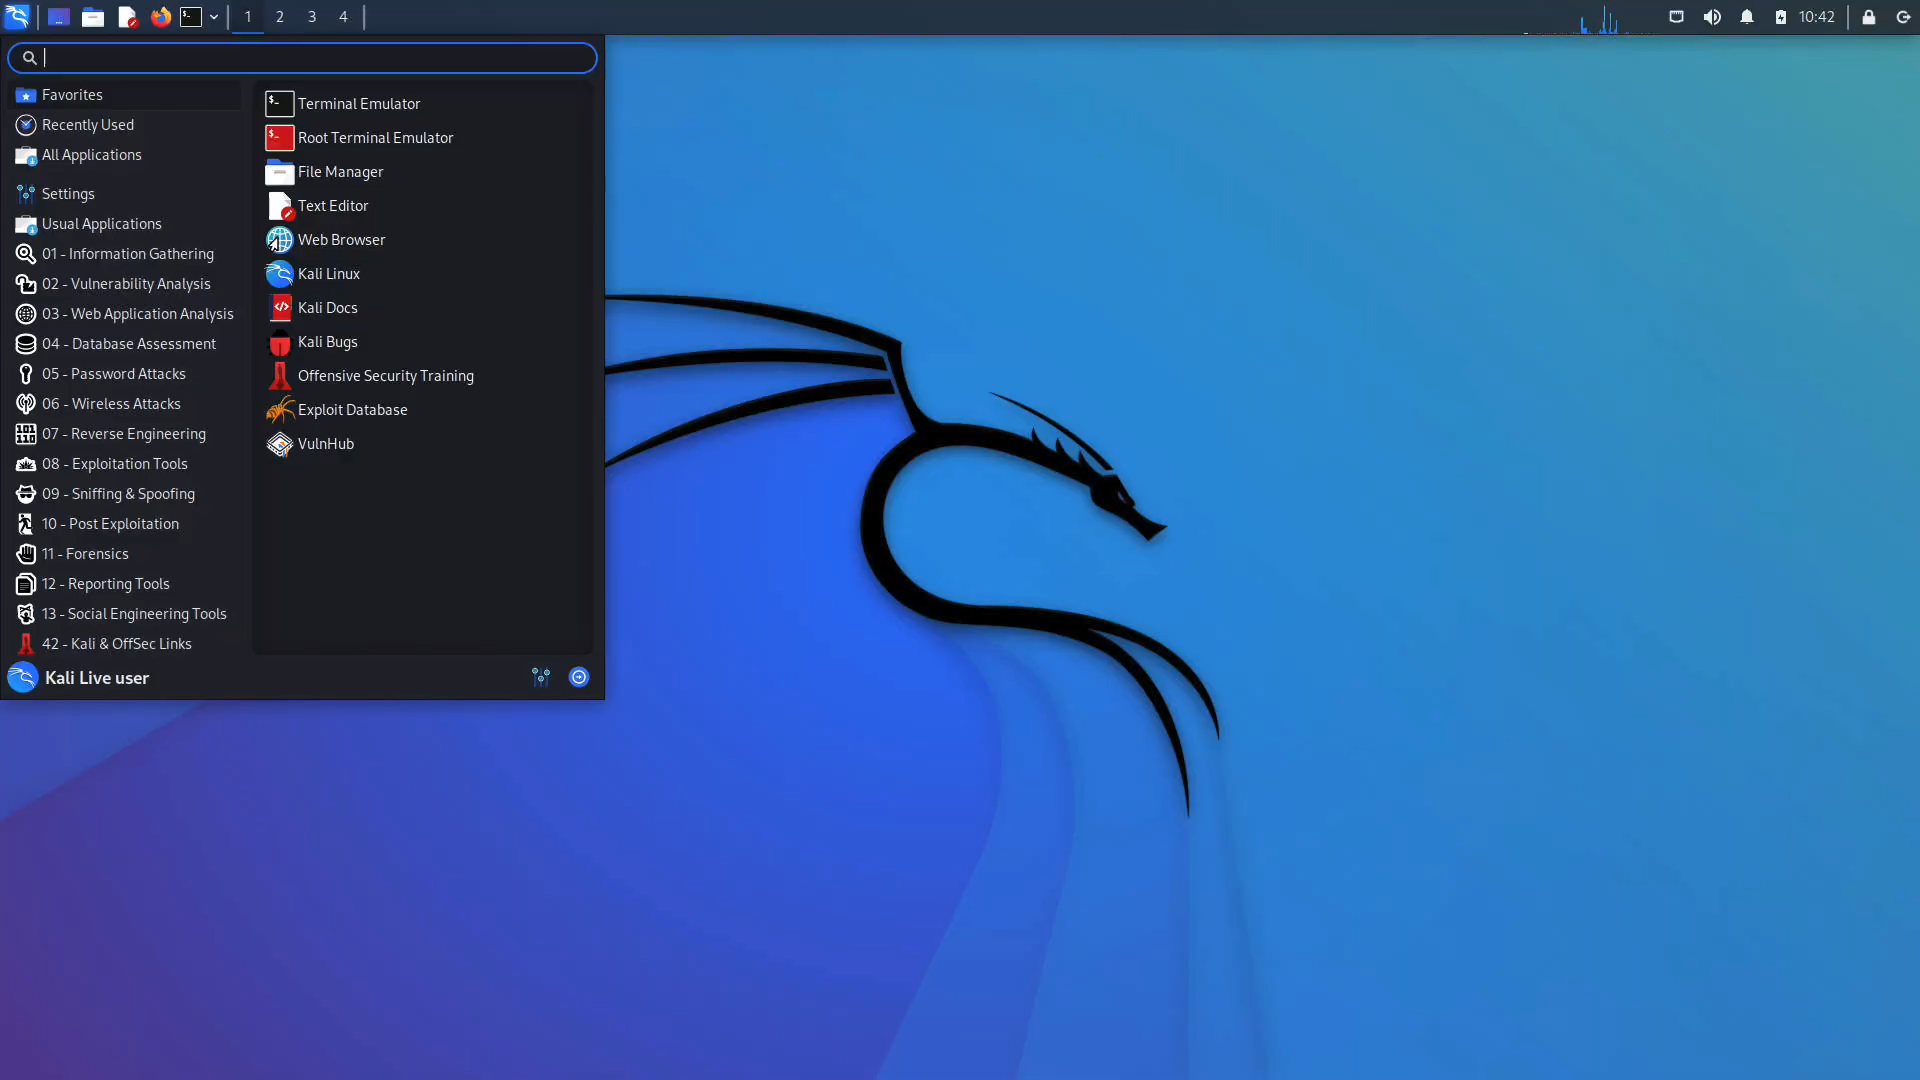 1 2 3 4
10:42
Favorites
Recently Used
All Applications
Settings
Usual Applications
01 - Information Gathering
02 - Vulnerability Analysis
03 - Web Application Analysis
04 - Database Assessment
05 - Password Attacks
06 - Wireless Attacks
07 - Reverse Engineering
08 - Exploitation Tools
09 - Sniffing & Spoofing
10 - Post Exploitation
11 - Forensics
12 - Reporting Tools
13 - Social Engineering Tools
42 - Kali & OffSec Links
Terminal Emulator
Root Terminal Emulator
File Manager
Text Editor
Web Browser
Kali Linux
Kali Docs
Kali Bugs
Offensive Security Training
Exploit Database
VulnHub
Kali Live user